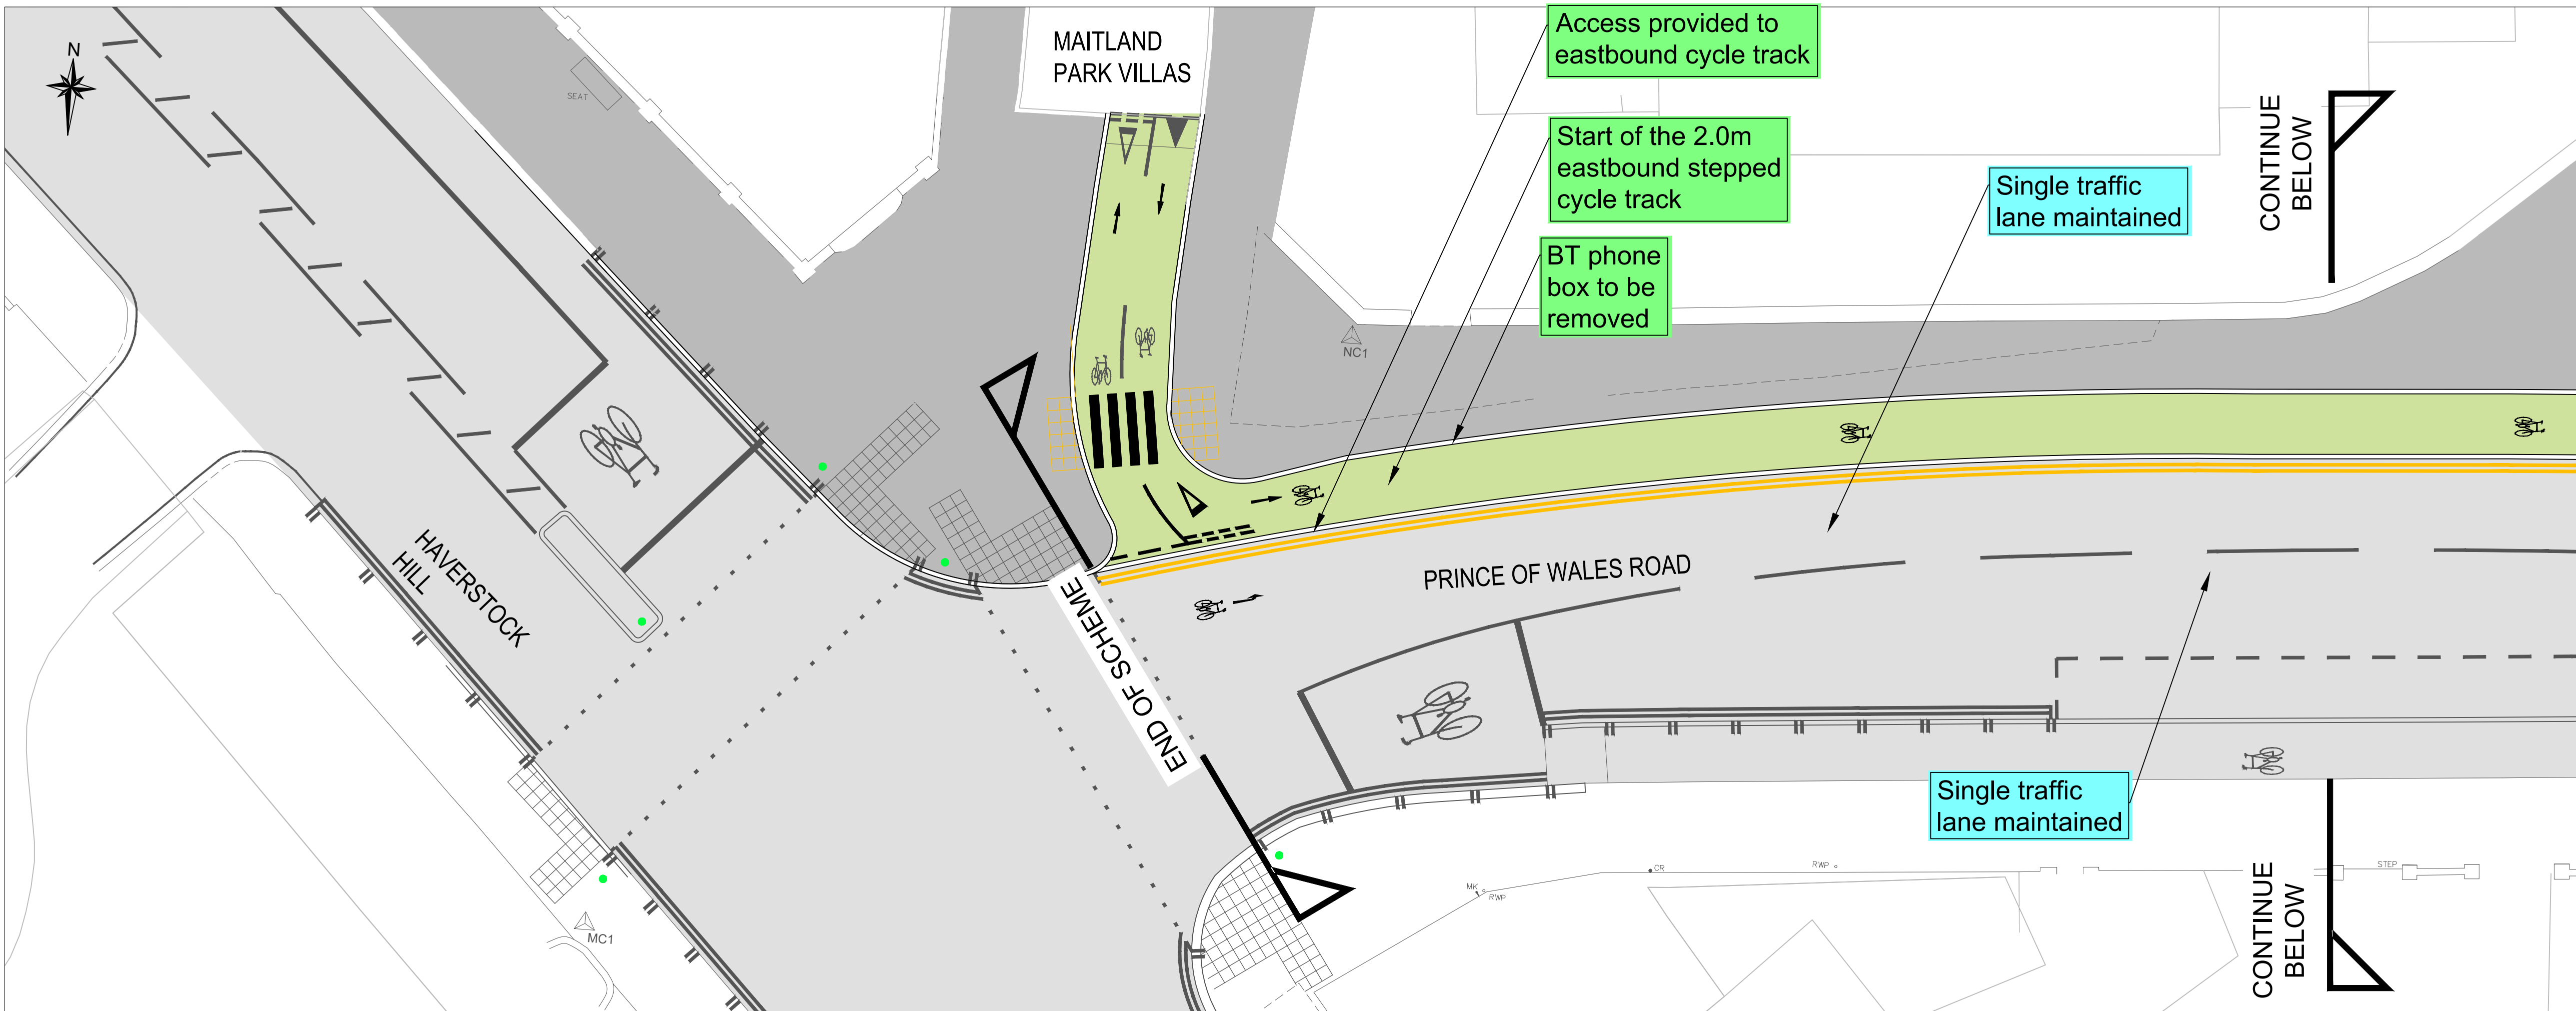 N
SEAT
MAITLAND
PARK VILLAS
Access provided to
eastbound cycle track
Start of the 2.0m
eastbound stepped
cycle track
BT phone
box to be
removed
Single traffic
lane maintained
CONTINUE
BELOW
NC1
HAVERSTOCK
HILL
END OF SCHEME
PRINCE OF WALES ROAD
Single traffic
lane maintained
MC1
MK
RWP
CR
RWP
STEP
CONTINUE
BELOW